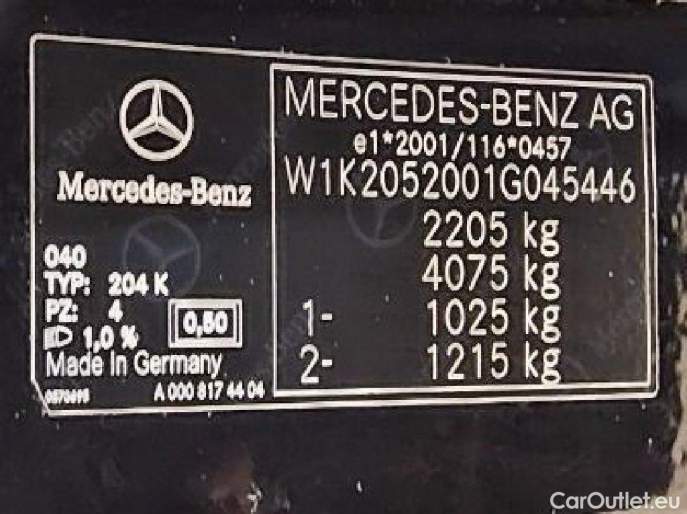 Mercedes-Benz
040
TYP: 204 K
PZ: 4
0,50
1,0 %
Made In Germany
A 000 817 44 04
MERCEDES-BENZ AG
e1*2001/116*0457
W1K2052001G045446
2205 kg
4075 kg
1- 1025 kg
2- 1215 kg
CarOutlet.eu